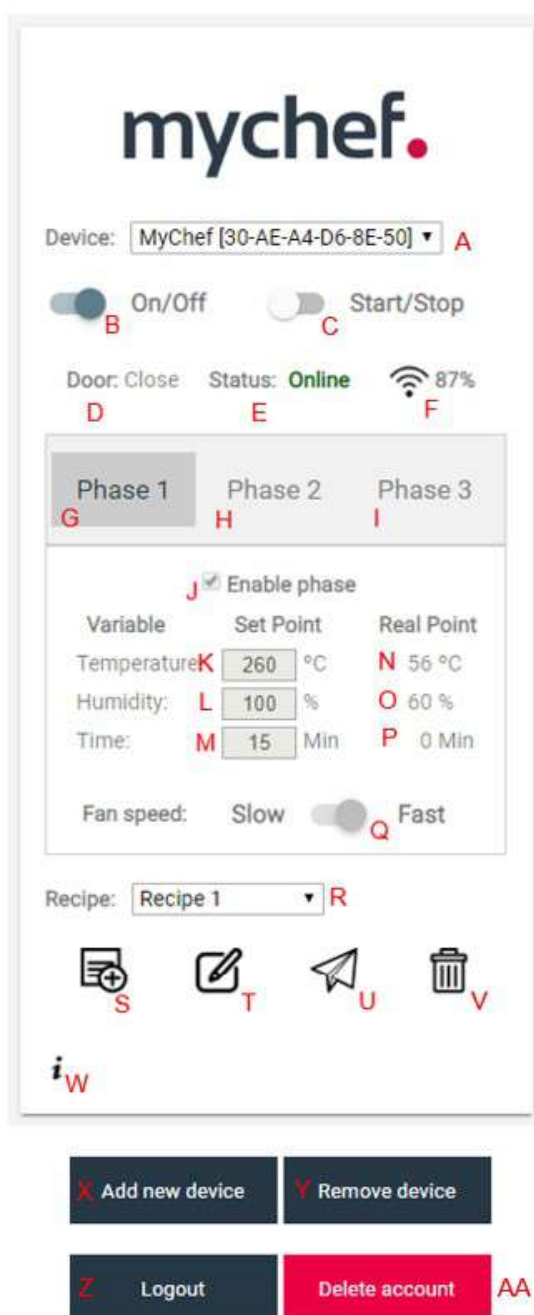 mychef.
Device: MyChef [30-AE-A4-D6-8E-50] A
B On/Off C Start/Stop
Door: Close Status: Online 87%
D E F
Phase 1 Phase 2 Phase 3
G H I
J Enable phase
Variable Set Point Real Point
Temperature K 260 ºC N 56 ºC
Humidity: L 100 % O 60 %
Time: M 15 Min P 0 Min
Fan speed: Slow Q Fast
Recipe: Recipe 1 R
S T U V
i W
X Add new device Y Remove device
Z Logout Delete account AA